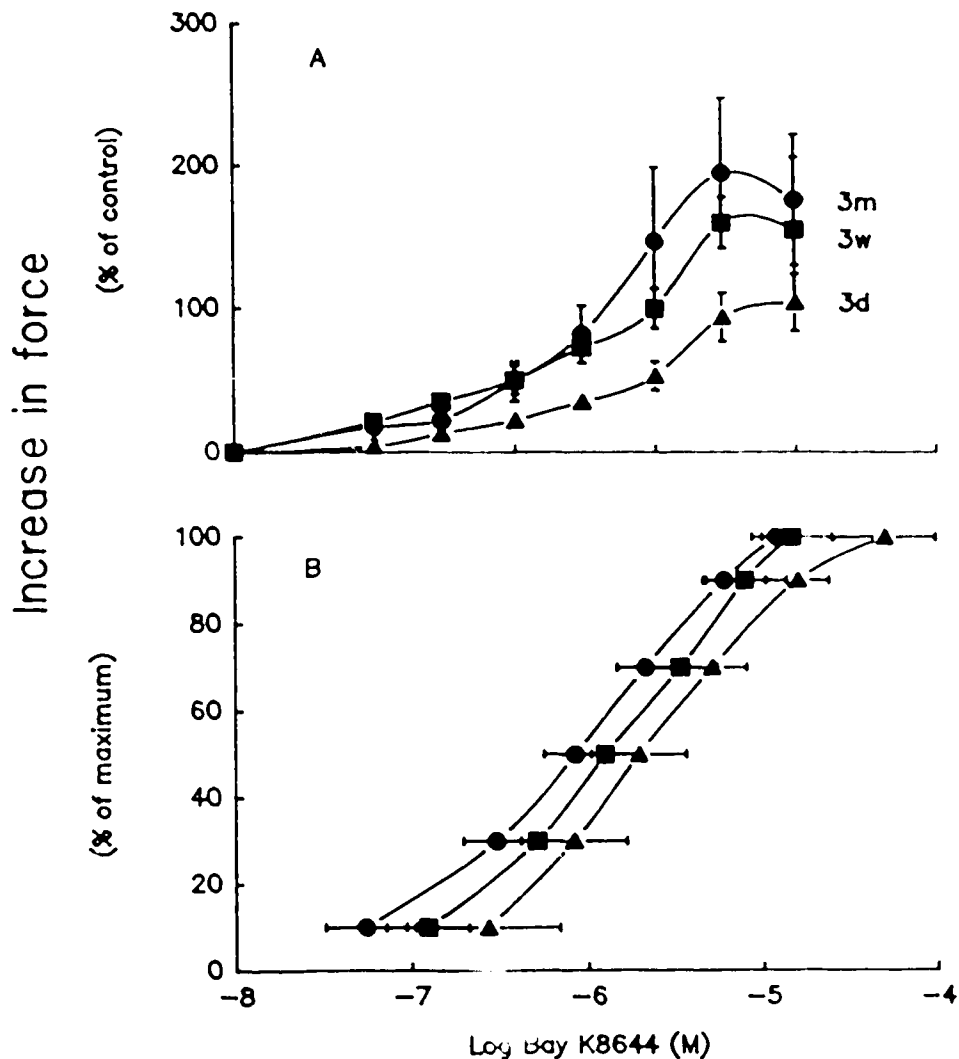 Increase in force
(% of control)
300
200
100
0
A
3m
3w
3d
(% of maximum)
100
80
60
40
20
0
B
-8
-7
-6
-5
-4
Log Bay K8644 (M)